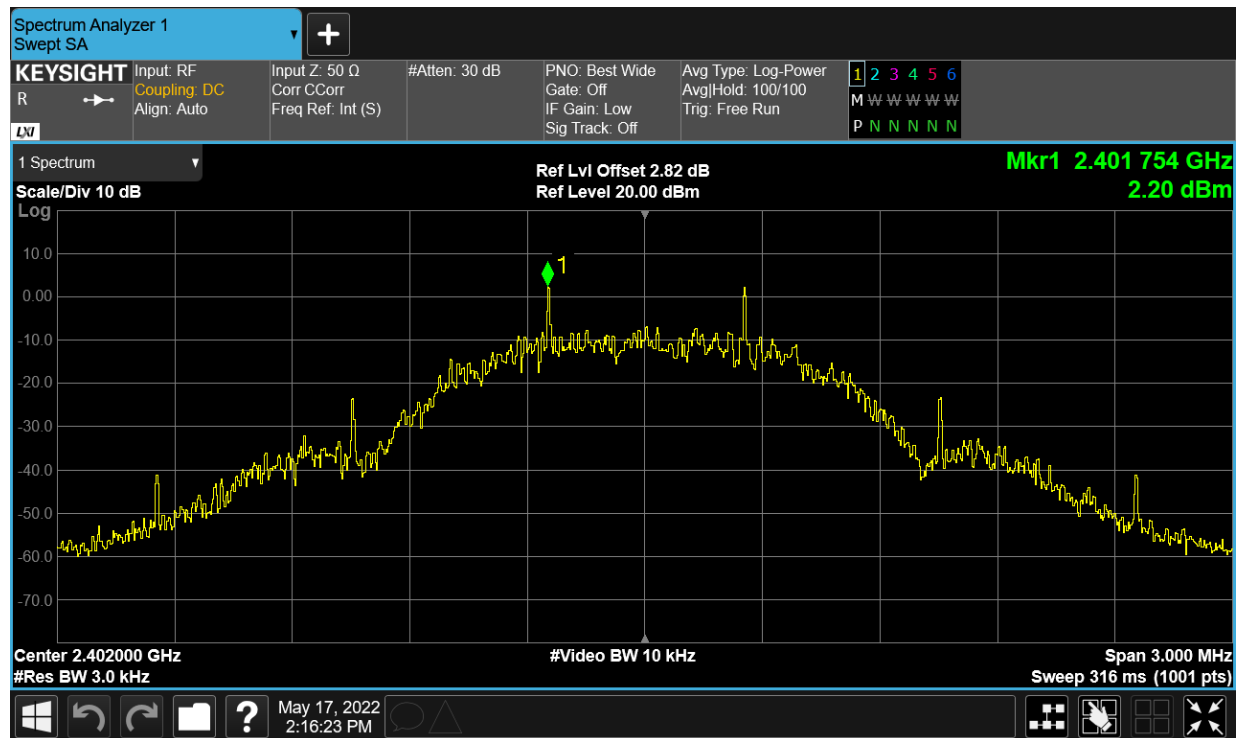 Spectrum Analyzer 1
Swept SA
+
KEYSIGHT
R
LXI
Input: RF
Coupling: DC
Align: Auto
Input Z: 50 Ω
Corr CCorr
Freq Ref: Int (S)
#Atten: 30 dB
PNO: Best Wide
Gate: Off
IF Gain: Low
Sig Track: Off
Avg Type: Log-Power
Avg|Hold: 100/100
Trig: Free Run
1 2 3 4 5 6
M W W W W W
P N N N N N
1 Spectrum
Scale/Div 10 dB
Log
Ref Lvl Offset 2.82 dB
Ref Level 20.00 dBm
Mkr1 2.401 754 GHz
2.20 dBm
10.0
0.00
-10.0
-20.0
-30.0
-40.0
-50.0
-60.0
-70.0
1
Center 2.402000 GHz
#Res BW 3.0 kHz
#Video BW 10 kHz
Span 3.000 MHz
Sweep 316 ms (1001 pts)
?
May 17, 2022
2:16:23 PM